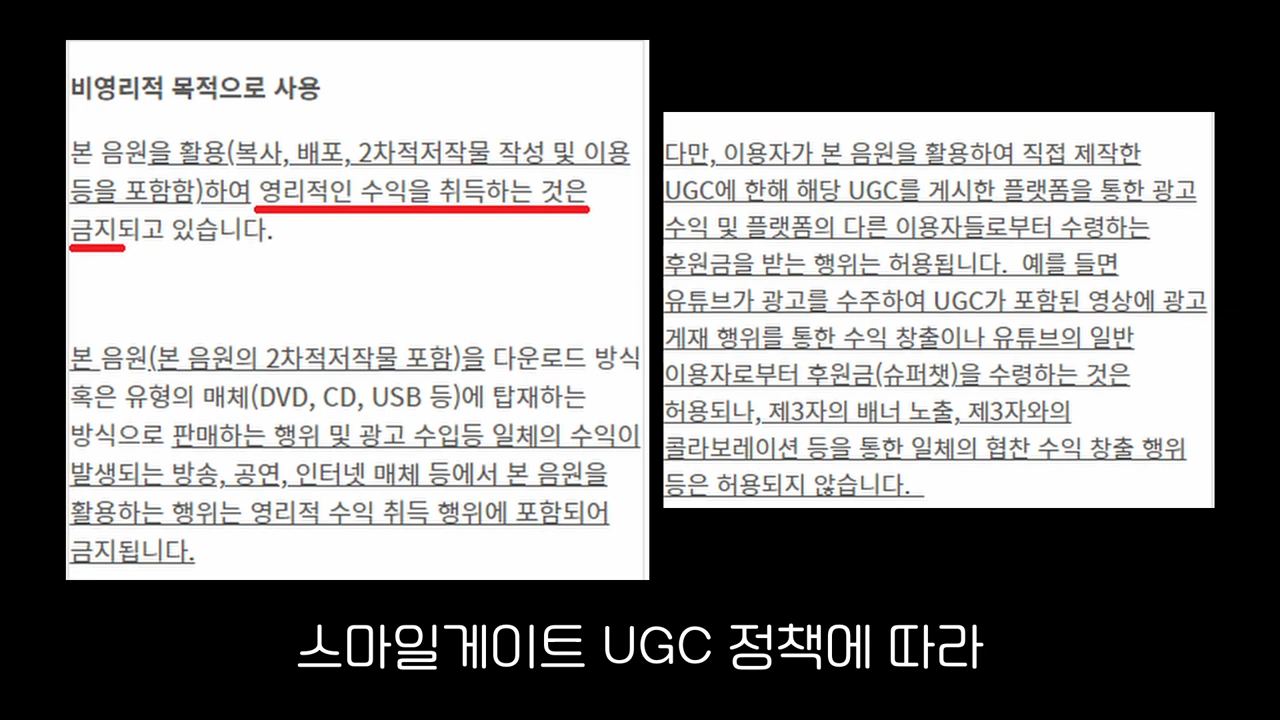 비영리적 목적으로 사용
본 음원을 활용(복사, 배포, 2차적저작물 작성 및 이용
등을 포함함)하여 영리적인 수익을 취득하는 것은
금지되고 있습니다.
본 음원(본 음원의 2차적저작물 포함)을 다운로드 방식
혹은 유형의 매체(DVD, CD, USB 등)에 탑재하는
방식으로 판매하는 행위 및 광고 수입등 일체의 수익이
발생되는 방송, 공연, 인터넷 매체 등에서 본 음원을
활용하는 행위는 영리적 수익 취득 행위에 포함되어
금지됩니다.
다만, 이용자가 본 음원을 활용하여 직접 제작한
UGC에 한해 해당 UGC를 게시한 플랫폼을 통한 광고
수익 및 플랫폼의 다른 이용자들로부터 수령하는
후원금을 받는 행위는 허용됩니다. 예를 들면
유튜브가 광고를 수주하여 UGC가 포함된 영상에 광고
게재 행위를 통한 수익 창출이나 유튜브의 일반
이용자로부터 후원금(슈퍼챗)을 수령하는 것은
허용되나, 제3자의 배너 노출, 제3자와의
콜라보레이션 등을 통한 일체의 협찬 수익 창출 행위
등은 허용되지 않습니다.
스마일게이트 UGC 정책에 따라